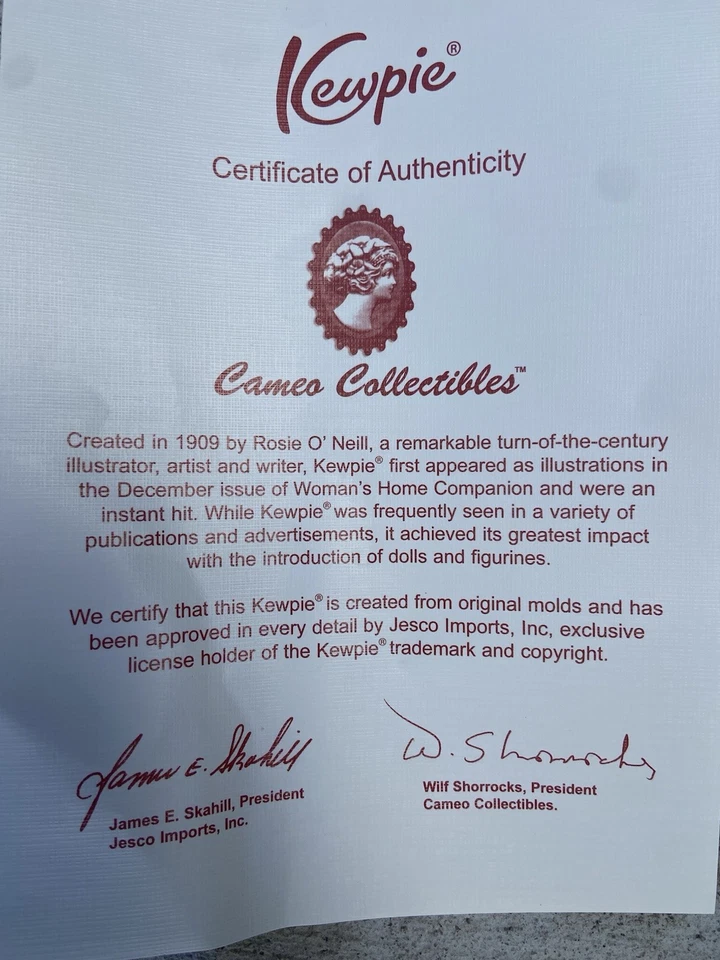 Kewpie®
Certificate of Authenticity
Cameo Collectibles™
Created in 1909 by Rosie O' Neill, a remarkable turn-of-the-century
illustrator, artist and writer, Kewpie® first appeared as illustrations in
the December issue of Woman's Home Companion and were an
instant hit. While Kewpie® was frequently seen in a variety of
publications and advertisements, it achieved its greatest impact
with the introduction of dolls and figurines.
We certify that this Kewpie® is created from original molds and has
been approved in every detail by Jesco Imports, Inc, exclusive
license holder of the Kewpie® trademark and copyright.
James E. Skahill
James E. Skahill, President
Jesco Imports, Inc.
W. Shorrocks
Wilf Shorrocks, President
Cameo Collectibles.